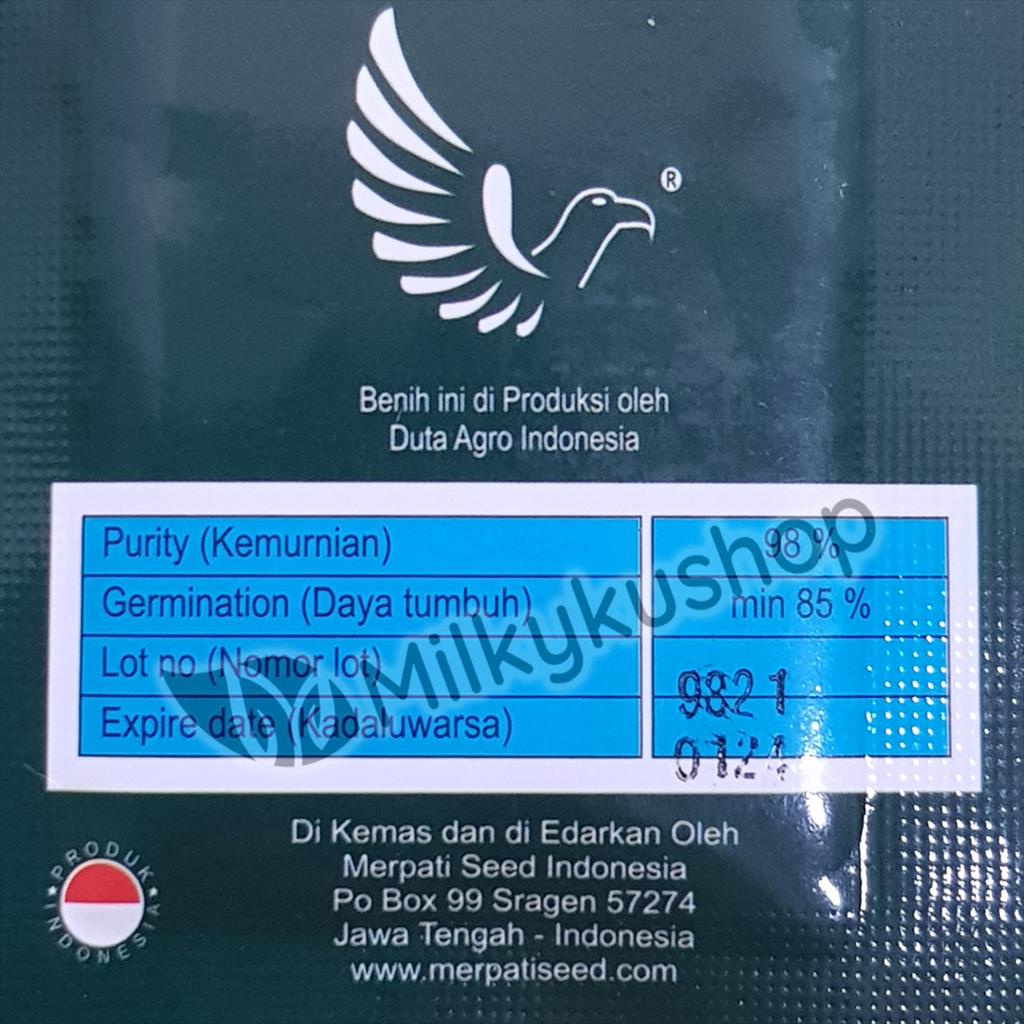 ®
Benih ini di Produksi oleh
Duta Agro Indonesia
Purity (Kemurnian) 98 %
Germination (Daya tumbuh) min 85 %
Lot no (Nomor lot) 9821
Expire date (Kadaluwarsa) 0124
Milkykushop
Di Kemas dan di Edarkan Oleh
Merpati Seed Indonesia
Po Box 99 Sragen 57274
Jawa Tengah - Indonesia
www.merpatiseed.com
PRODUK
INDONESIA